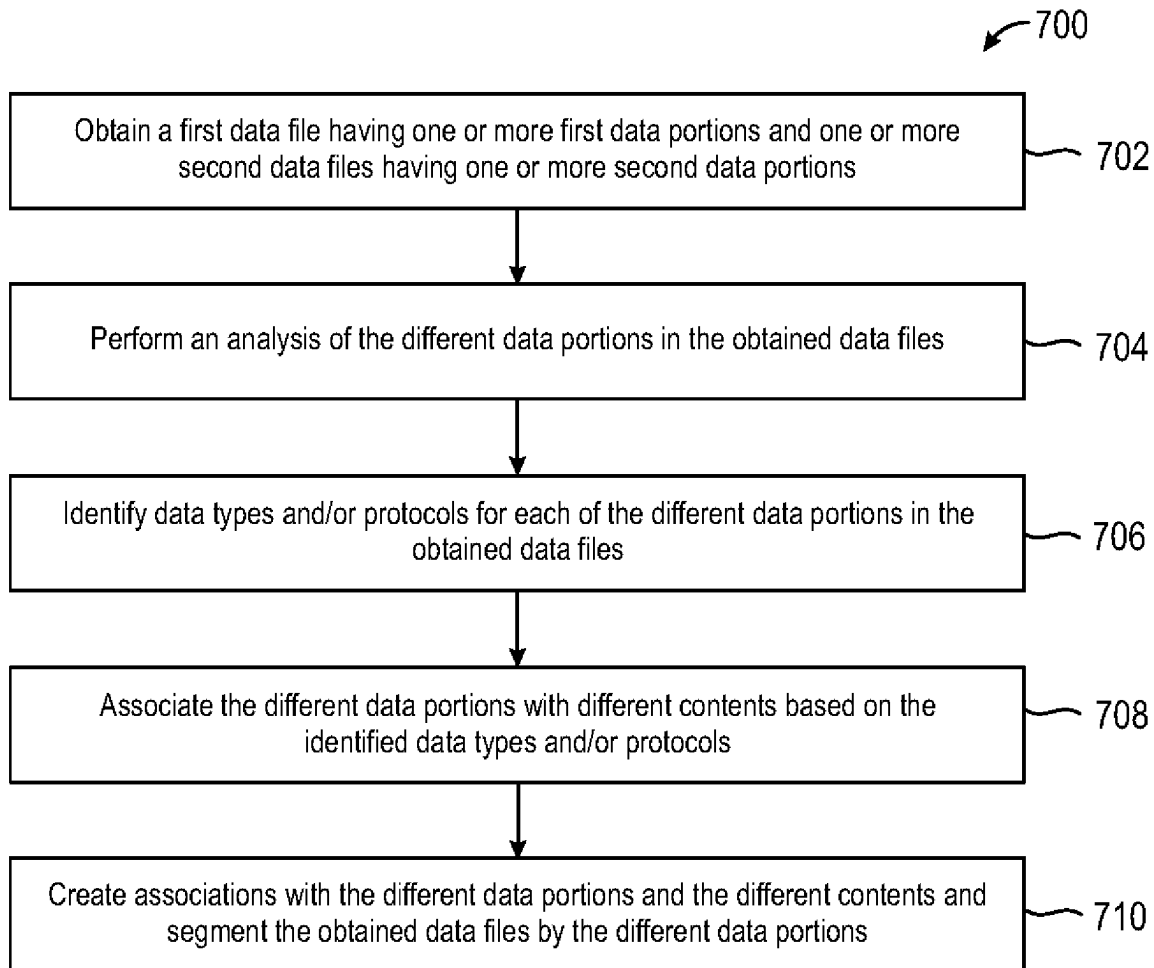 700
Obtain a first data file having one or more first data portions and one or more
second data files having one or more second data portions
702
Perform an analysis of the different data portions in the obtained data files
704
Identify data types and/or protocols for each of the different data portions in the
obtained data files
706
Associate the different data portions with different contents based on the
identified data types and/or protocols
708
Create associations with the different data portions and the different contents and
segment the obtained data files by the different data portions
710